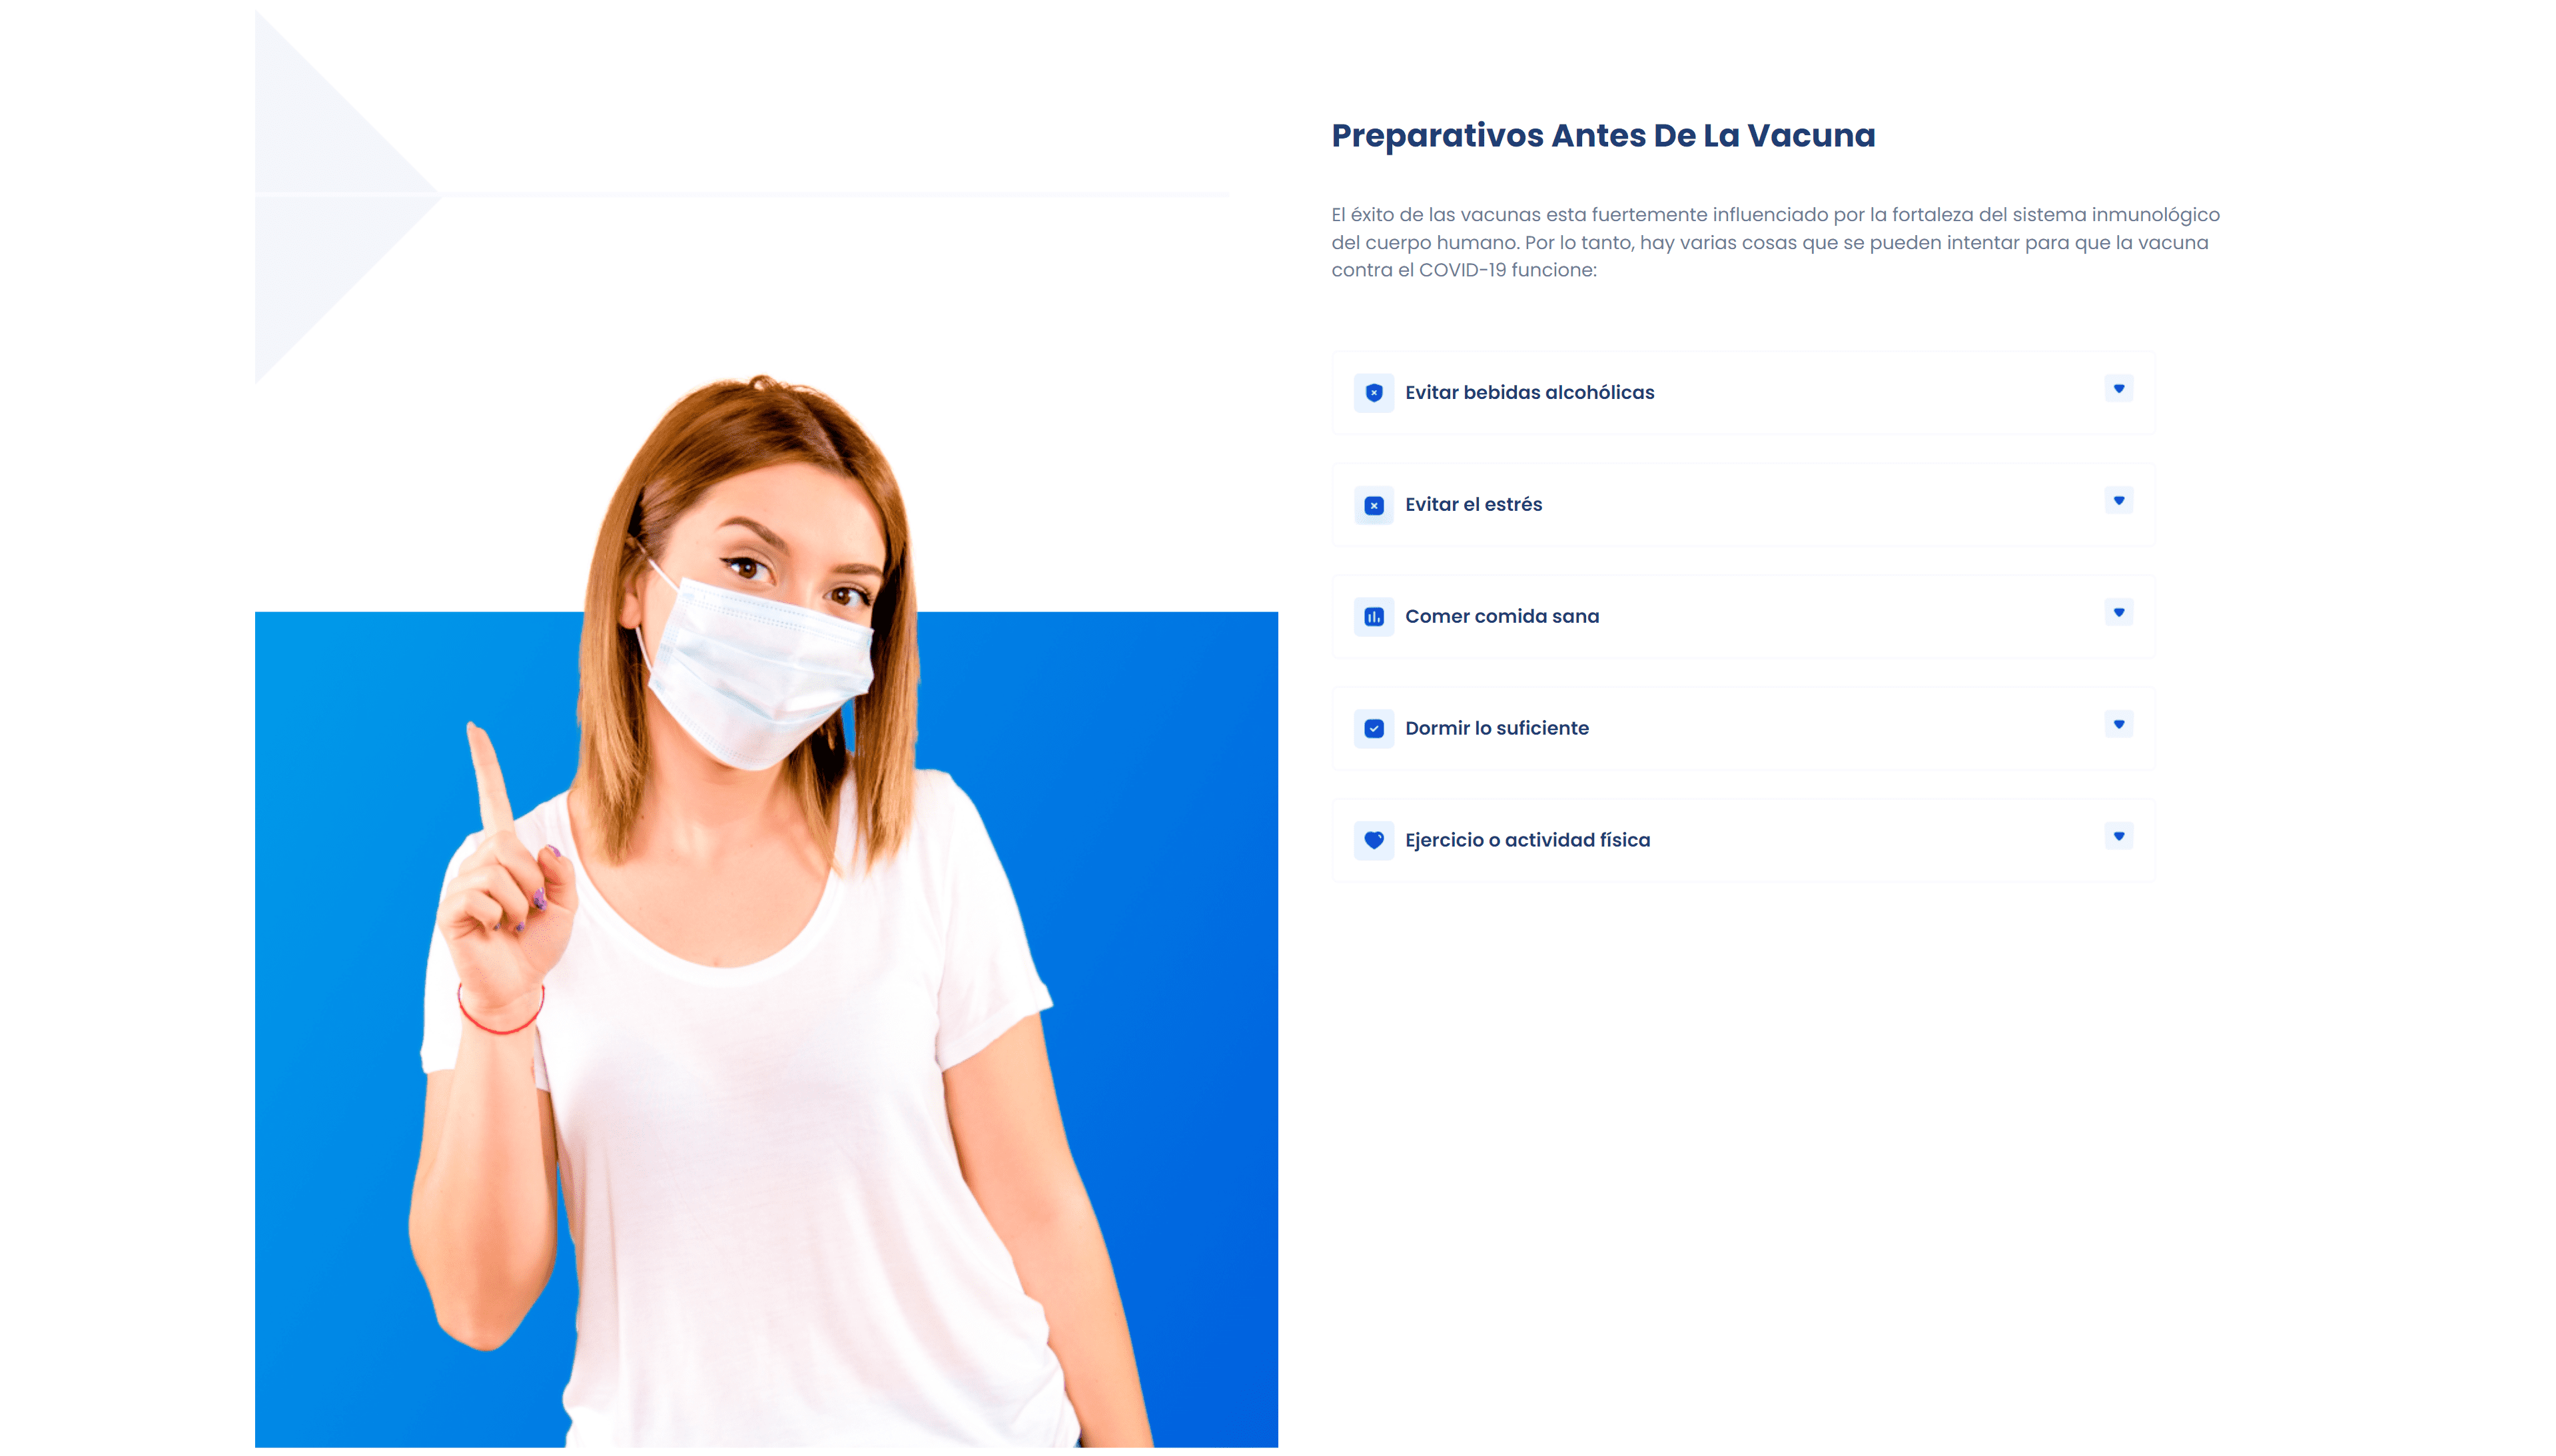 Preparativos Antes De La Vacuna
El éxito de las vacunas esta fuertemente influenciado por la fortaleza del sistema inmunológico
del cuerpo humano. Por lo tanto, hay varias cosas que se pueden intentar para que la vacuna
contra el COVID-19 funcione:
Evitar bebidas alcohólicas
Evitar el estrés
Comer comida sana
Dormir lo suficiente
Ejercicio o actividad física